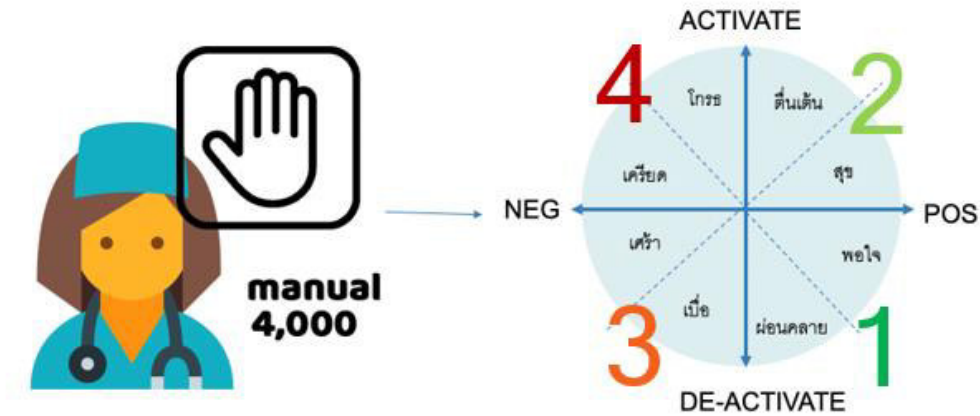 ACTIVATE
4
โกรธ
ตื่นเต้น
2
เครียด
สุข
NEG
POS
เศร้า
พอใจ
manual
4,000
3
เบื่อ
ผ่อนคลาย
1
DE-ACTIVATE